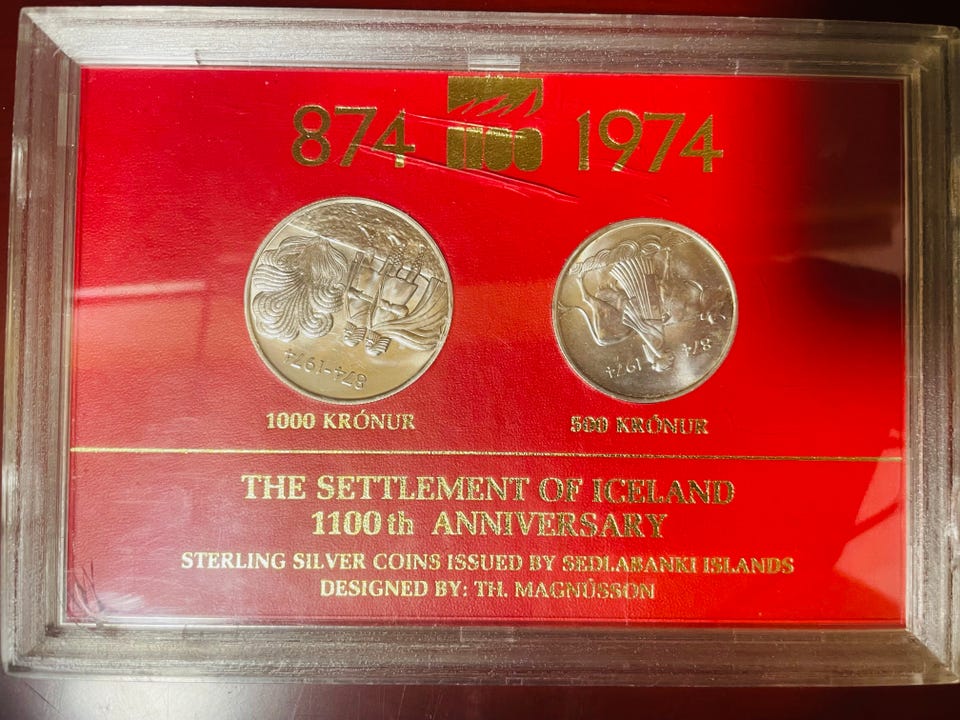 874 1100 1974
874-1974
874 1974
1000 KRÓNUR
500 KRÓNUR
THE SETTLEMENT OF ICELAND
1100th ANNIVERSARY
STERLING SILVER COINS ISSUED BY SEDLABANKI ISLANDS
DESIGNED BY: TH. MAGNÚSSON